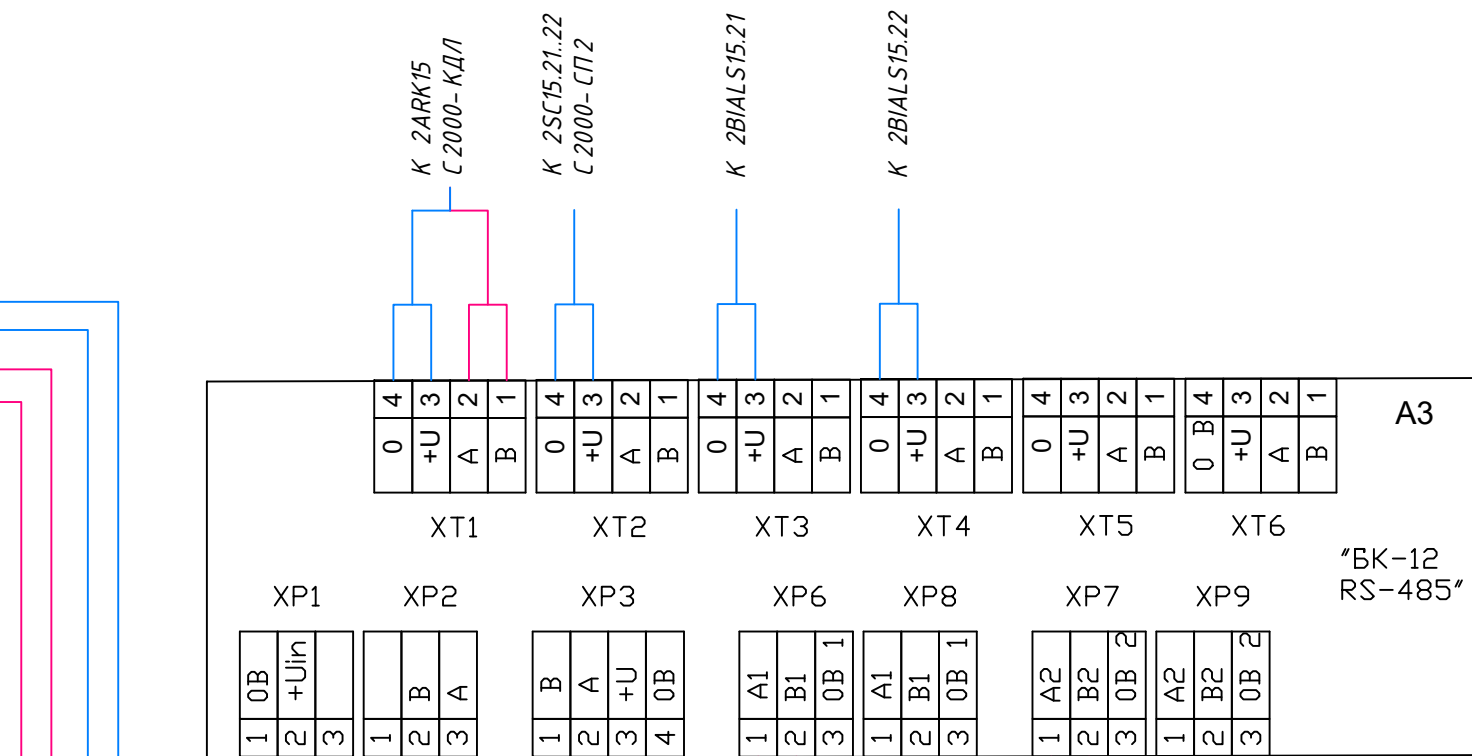 К 2ARK15
С2000-КДЛ
К 2SC15.21..22
С2000-СП2
К 2BIALS15.21
К 2BIALS15.22
4 3 2 1 4 3 2 1 4 3 2 1 4 3 2 1 4 3 2 1 4 3 2 1
0 +U A B 0 +U A B 0 +U A B 0 +U A B 0 +U A B 0 B +U A B
A3
XT1 XT2 XT3 XT4 XT5 XT6
"БК-12
RS-485"
XP1 XP2 XP3 XP6 XP8 XP7 XP9
0B +Uin B A B A +U 0B A1 B1 0B 1 A1 B1 0B 1 A2 B2 0B 2 A2 B2 0B 2
1 2 3 1 2 3 1 2 3 4 1 2 3 1 2 3 1 2 3 1 2 3